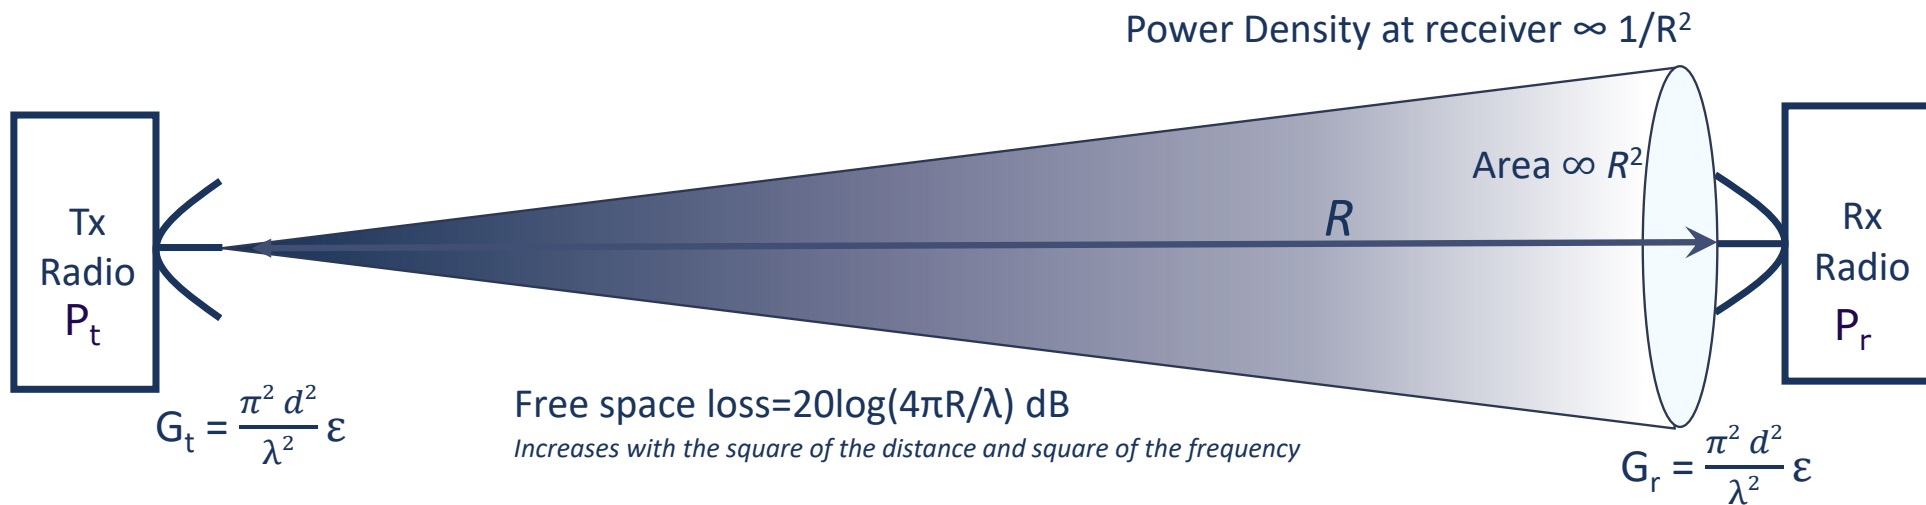 Power Density at receiver ∞ 1/R²
Area ∞ R²
R
Tx
Radio
Pₜ
Rx
Radio
Pᵣ
Gₜ = \frac{π² d²}{λ²} ε
Free space loss=20log(4πR/λ) dB
Increases with the square of the distance and square of the frequency
Gᵣ = \frac{π² d²}{λ²} ε